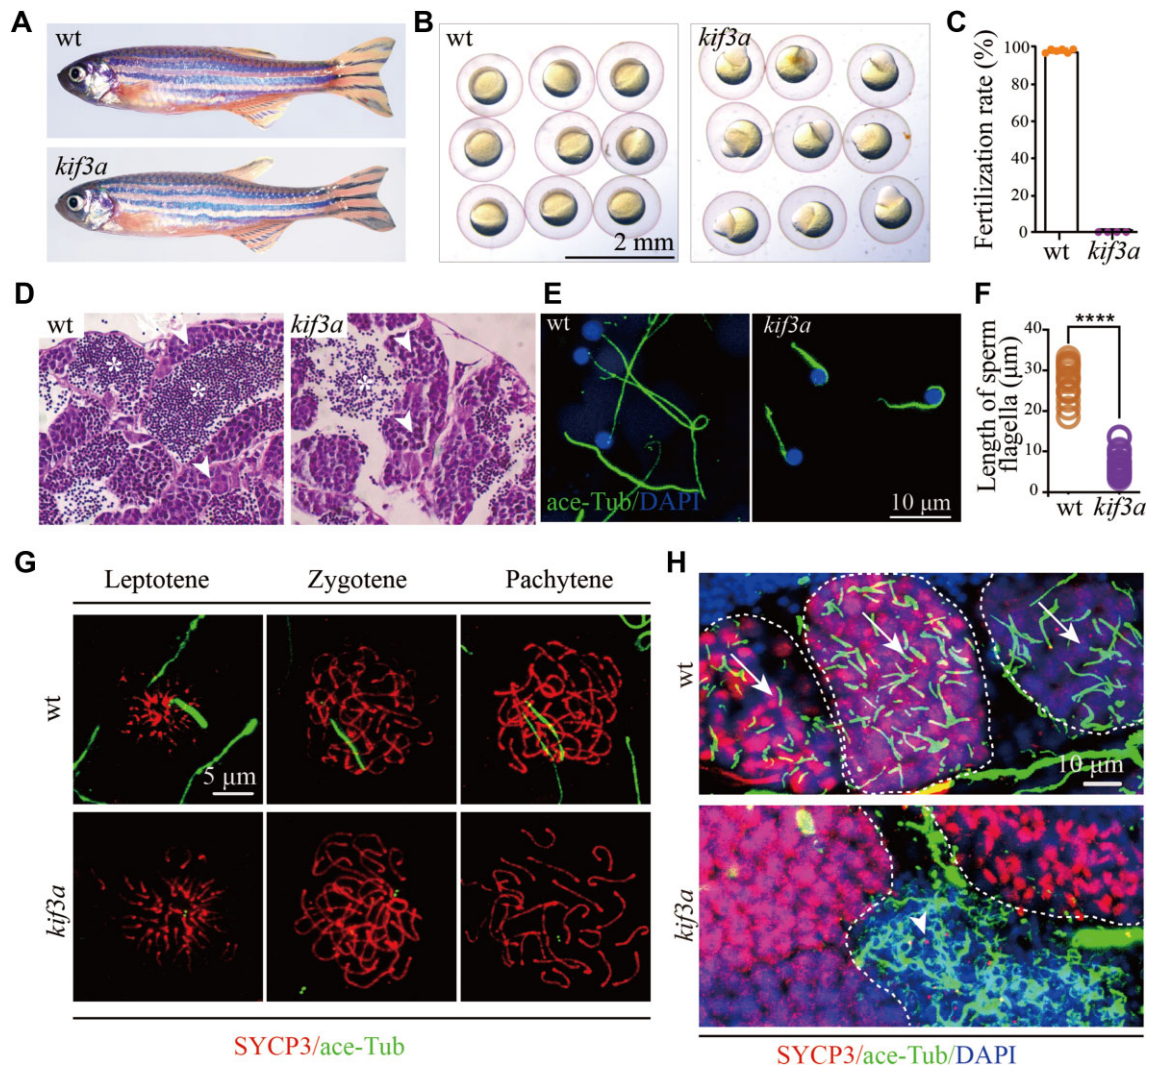 A
wt
kif3a
B
wt
kif3a
2 mm
C
Fertilization rate (%)
100
80
60
40
20
0
wt
kif3a
D
wt
kif3a
E
wt
kif3a
ace-Tub/DAPI
10 μm
F
****
Length of sperm
flagella (μm)
40
30
20
10
0
wt
kif3a
G
Leptotene
Zygotene
Pachytene
wt
5 μm
kif3a
SYCP3/ace-Tub
H
wt
10 μm
kif3a
SYCP3/ace-Tub/DAPI